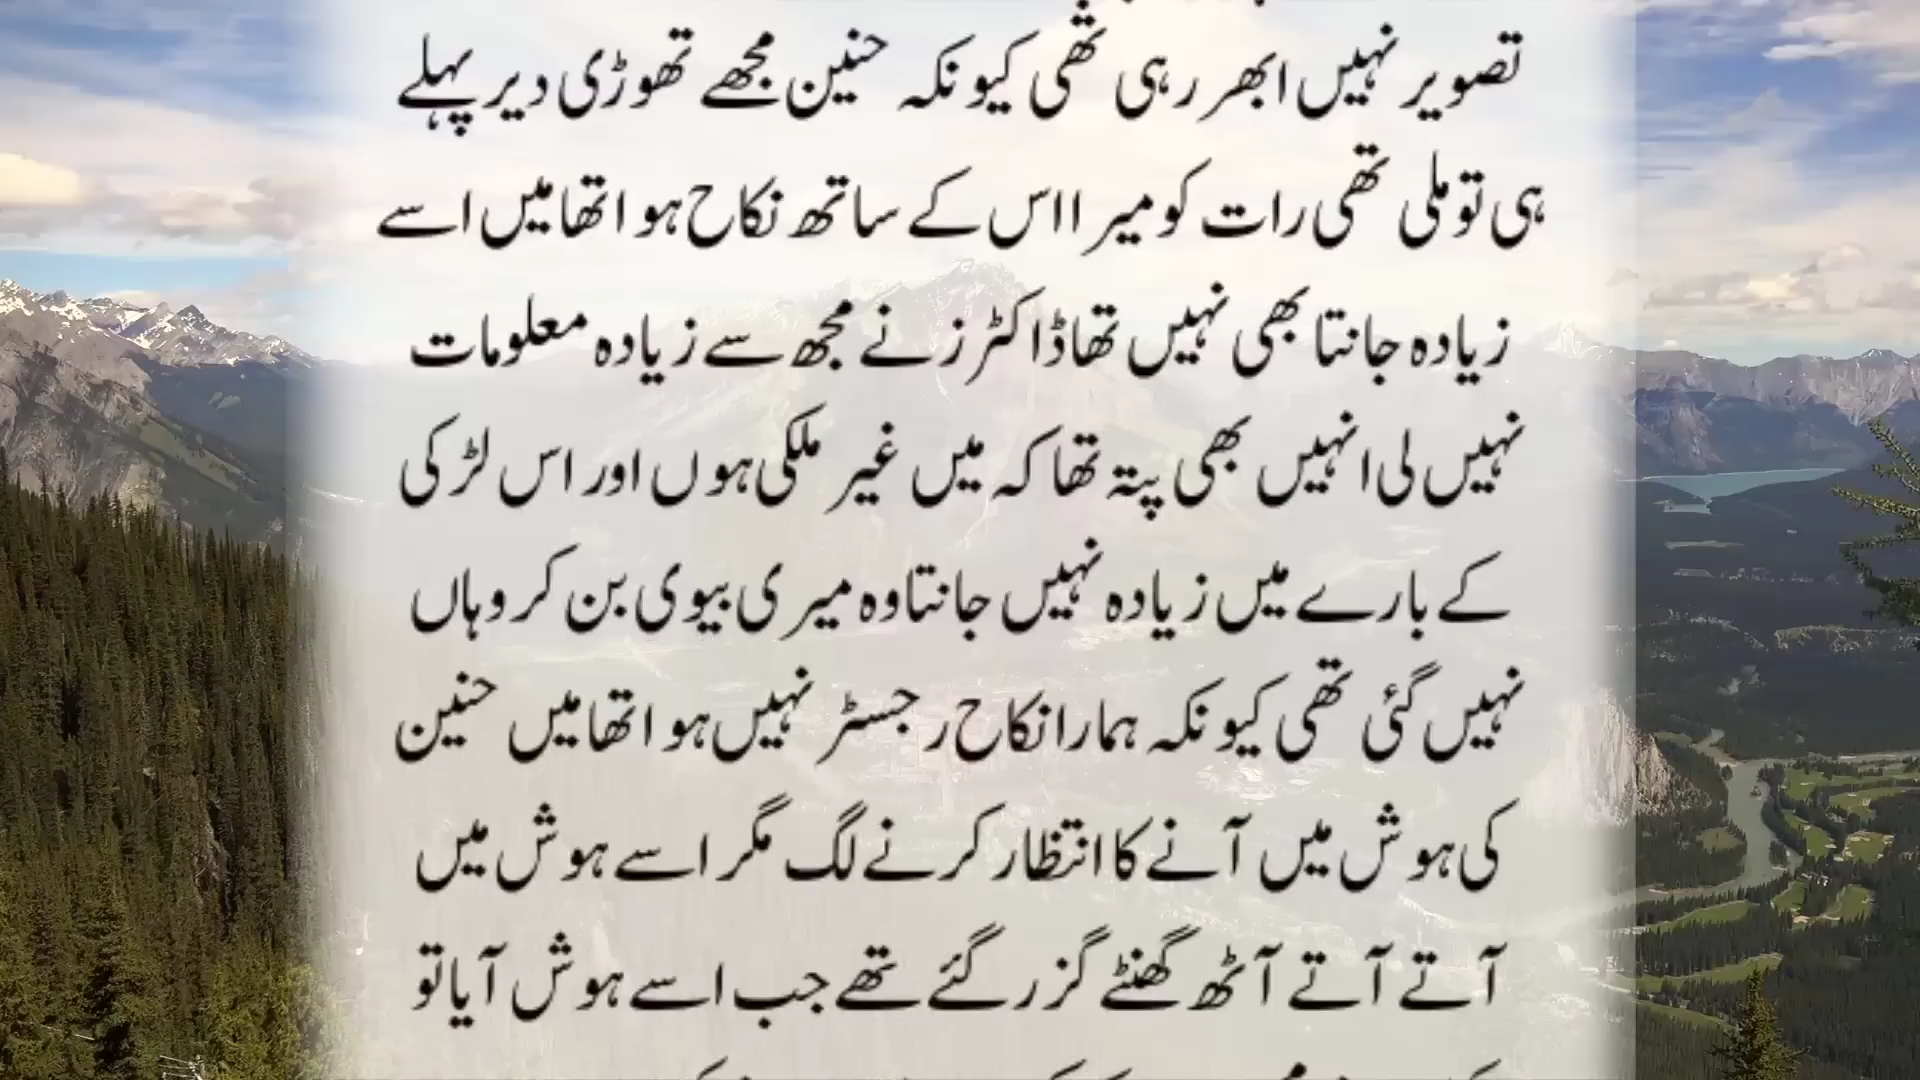 تصویر نہیں ابھر رہی تھی کیونکہ حنین مجھے تھوڑی دیر پہلے
ہی تو ملی تھی رات کو میرا اس کے ساتھ نکاح ہوا تھا میں اسے
زیادہ جانتا بھی نہیں تھا ڈاکٹرز نے مجھ سے زیادہ معلومات
نہیں لی انہیں بھی پتہ تھا کہ میں غیر ملکی ہوں اور اس لڑکی
کے بارے میں زیادہ نہیں جانتا وہ میری بیوی بن کر وہاں
نہیں گئی تھی کیونکہ ہمارا نکاح رجسٹر نہیں ہوا تھا میں حنین
کی ہوش میں آنے کا انتظار کرنے لگ مگر اسے ہوش میں
آتے آتے آٹھ گھنٹے گزر گئے تھے جب اسے ہوش آیا تو